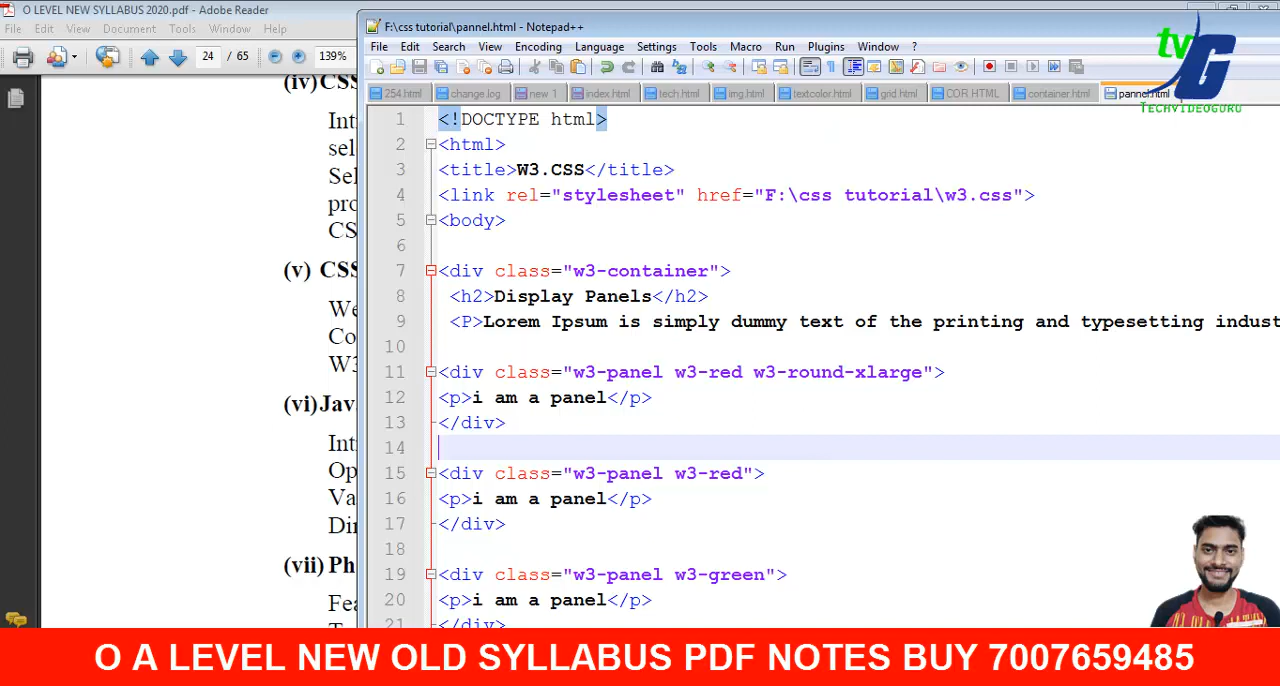 O LEVEL NEW SYLLABUS 2020.pdf - Adobe Reader
File Edit View Document Tools Window Help
24 / 65 139%
(iv) CSS
(v) CSS
(vi) Java
(vii) Ph
F:\css tutorial\pannel.html - Notepad++
File Edit Search View Encoding Language Settings Tools Macro Run Plugins Window ?
254.html change.log new 1 index.html tech.html img.html textcolor.html grid html COR HTML container.html pannel.html
tvG
TECHVIDEOGURU
1 <!DOCTYPE html>
2 <html>
3 <title>W3.CSS</title>
4 <link rel="stylesheet" href="F:\css tutorial\w3.css">
5 <body>
6
7 <div class="w3-container">
8 <h2>Display Panels</h2>
9 <P>Lorem Ipsum is simply dummy text of the printing and typesetting indust
10
11 <div class="w3-panel w3-red w3-round-xlarge">
12 <p>i am a panel</p>
13 </div>
14
15 <div class="w3-panel w3-red">
16 <p>i am a panel</p>
17 </div>
18
19 <div class="w3-panel w3-green">
20 <p>i am a panel</p>
21 </div>
O A LEVEL NEW OLD SYLLABUS PDF NOTES BUY 7007659485